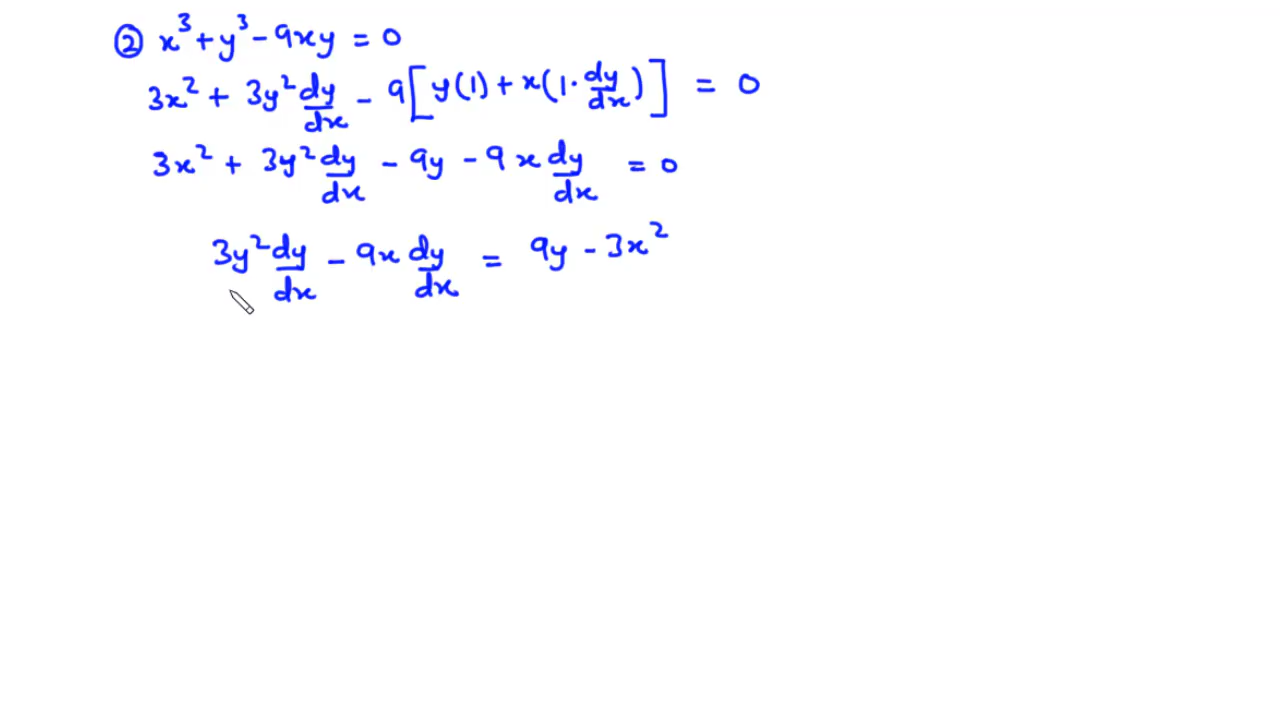 ② x³ + y³ - 9xy = 0
3x² + 3y² dy/dx - 9[y(1) + x(1· dy/dx)] = 0
3x² + 3y² dy/dx - 9y - 9x dy/dx = 0
3y² dy/dx - 9x dy/dx = 9y - 3x²